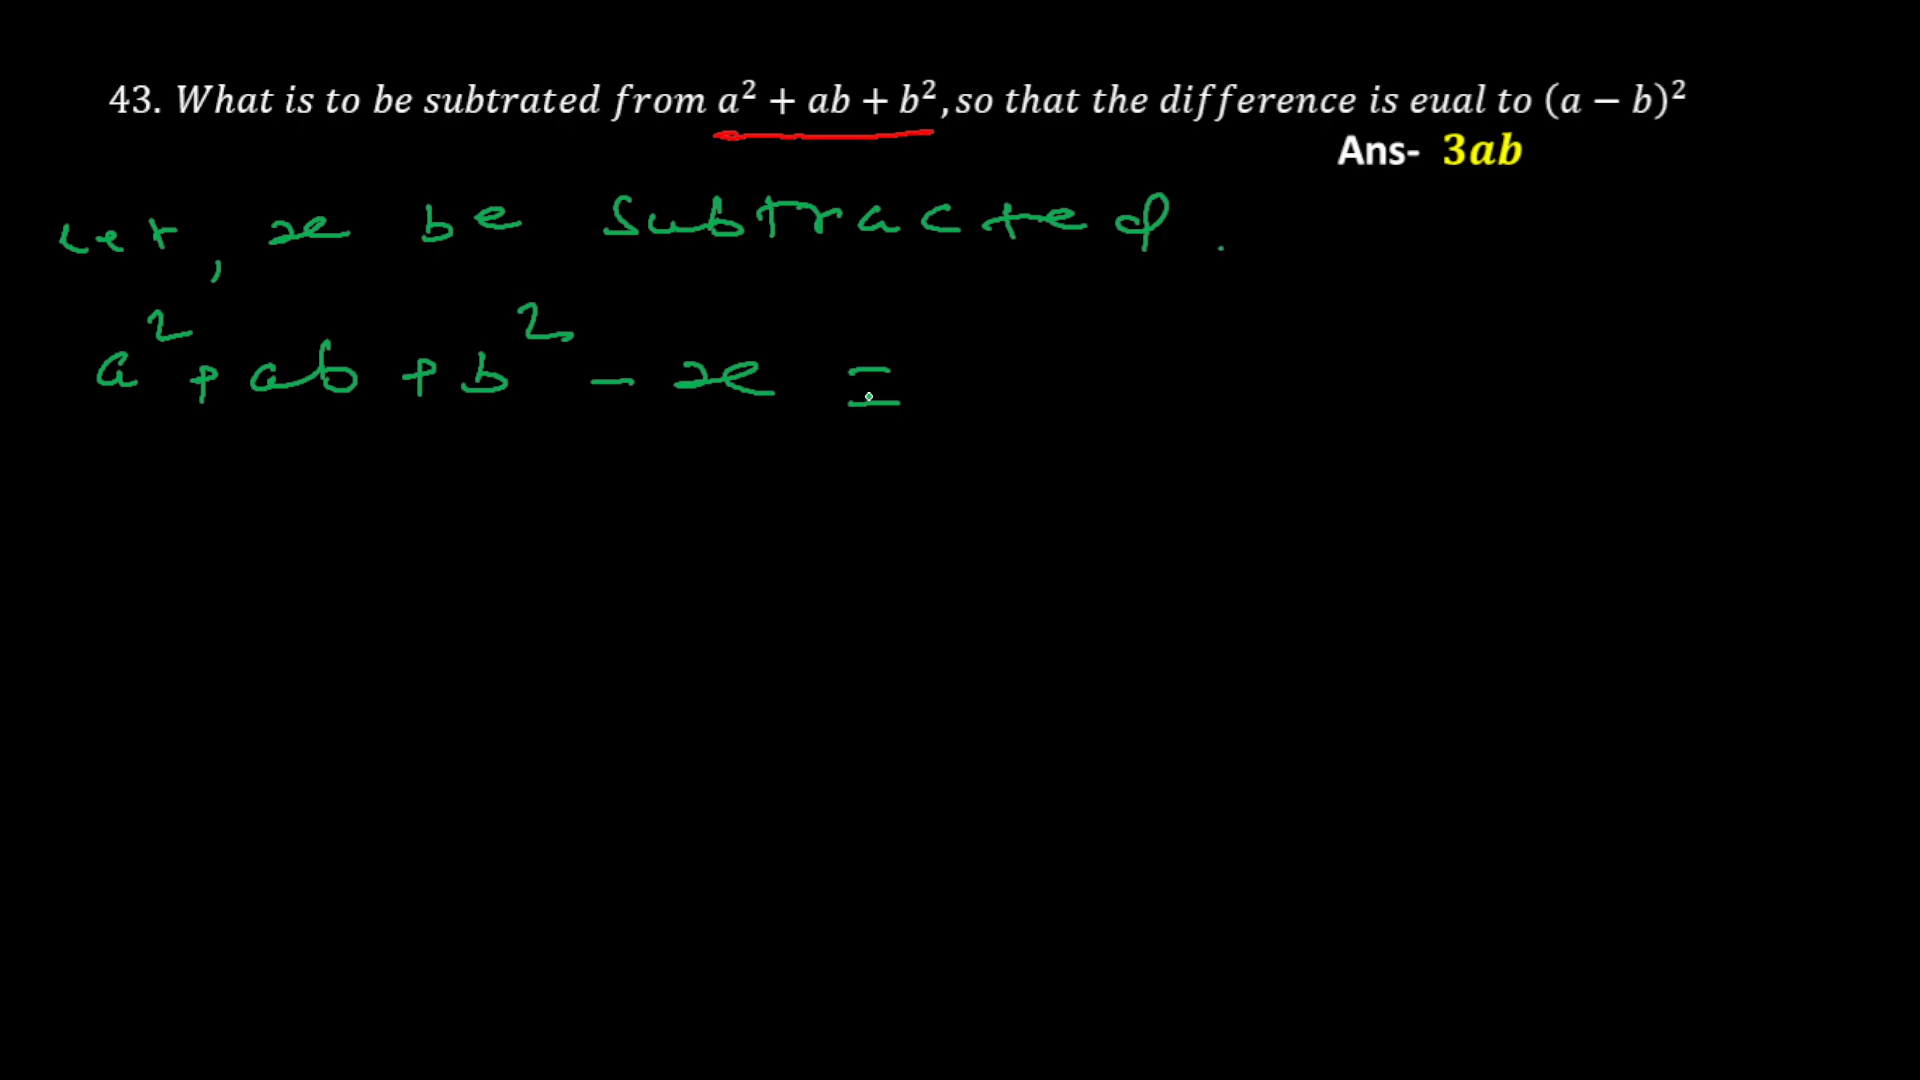 43. What is to be subtrated from a² + ab + b², so that the difference is eual to (a − b)²
Ans- 3ab
Let, x be subtracted.
a² + ab + b² − x =